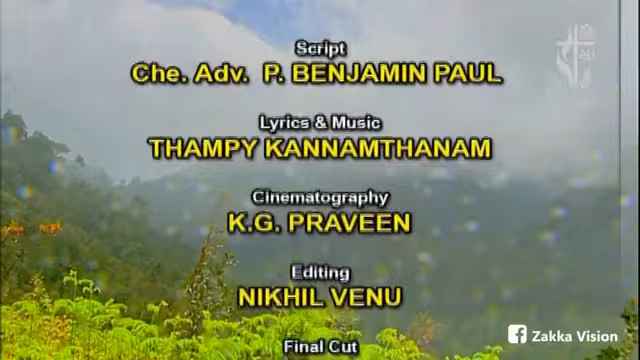 Script
Che. Adv. P. BENJAMIN PAUL
Lyrics & Music
THAMPY KANNAMTHANAM
Cinematography
K.G. PRAVEEN
Editing
NIKHIL VENU
Final Cut
Zakka Vision